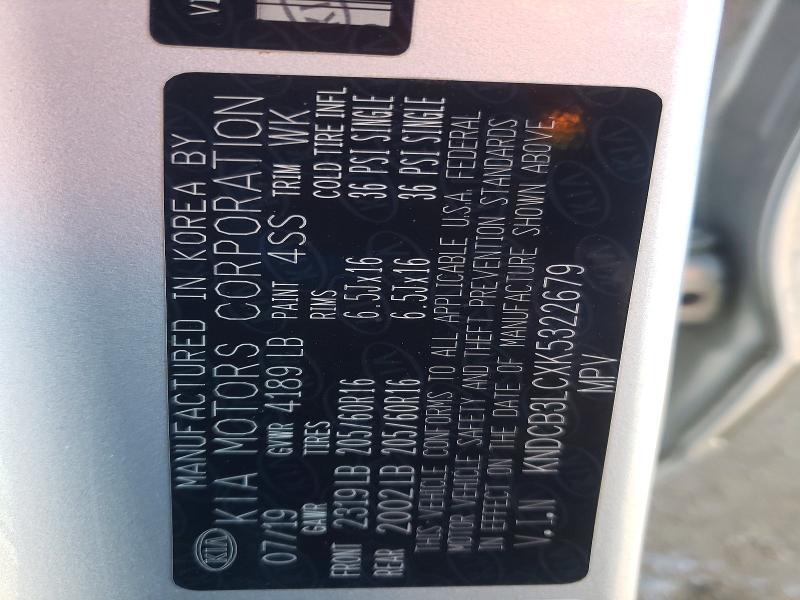 VI
KIA
MANUFACTURED IN KOREA BY
KIA MOTORS CORPORATION
07/19 GVWR 4189LB PAINT 4SS TRIM WK
GAWR TIRES RIMS COLD TIRE INFL
FRONT 2319LB 205/60R16 6.5Jx16 36 PSI SINGLE
REAR 2002LB 205/60R16 6.5Jx16 36 PSI SINGLE
THIS VEHICLE CONFORMS TO ALL APPLICABLE U.S.A. FEDERAL
MOTOR VEHICLE SAFETY AND THEFT PREVENTION STANDARDS
IN EFFECT ON THE DATE OF MANUFACTURE SHOWN ABOVE.
V.I.N KNDCB3LCXK5322679
MPV